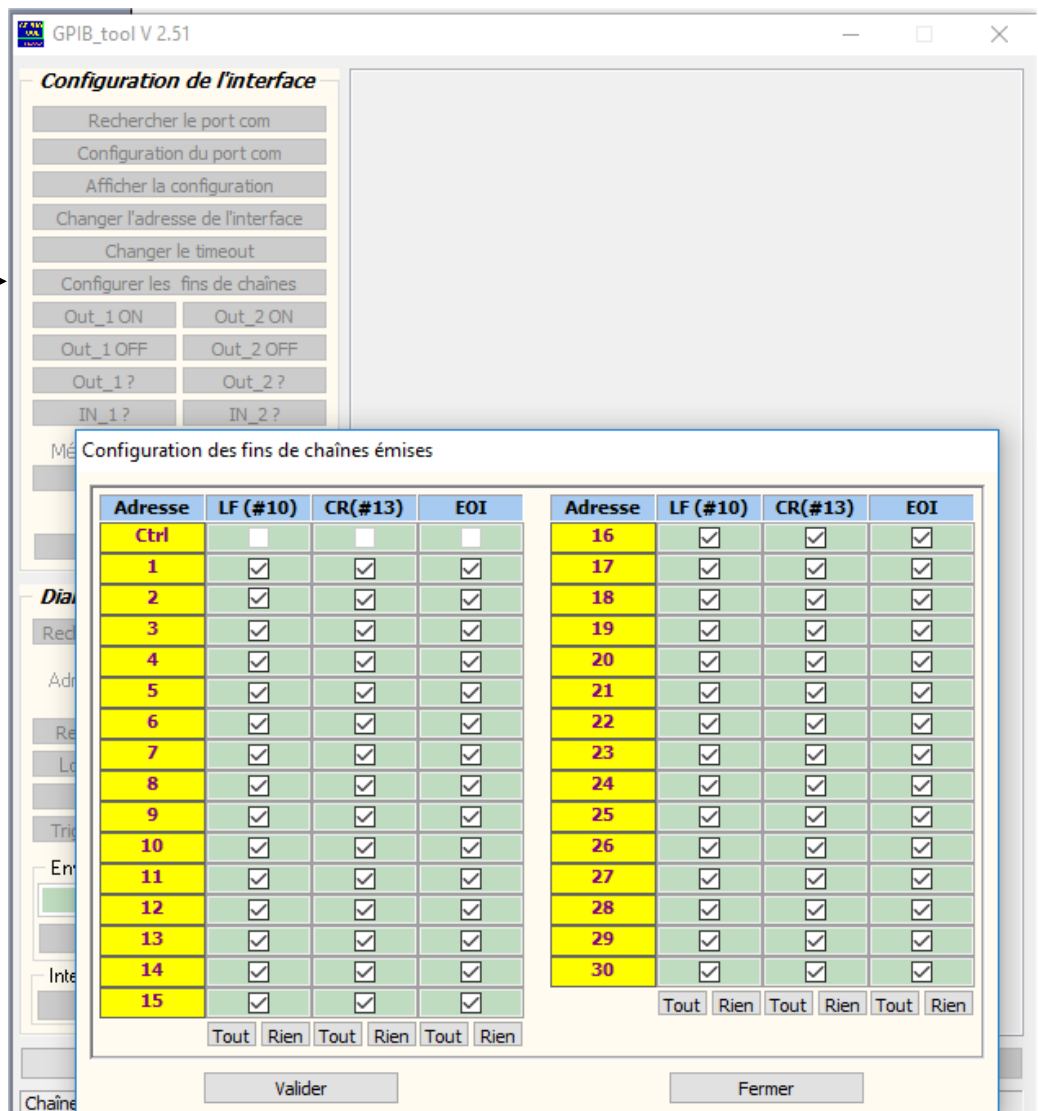 GPIB_tool V 2.51
Configuration de l'interface
Rechercher le port com
Configuration du port com
Afficher la configuration
Changer l'adresse de l'interface
Changer le timeout
Configurer les fins de chaînes
Out_1 ON Out_2 ON
Out_1 OFF Out_2 OFF
Out_1 ? Out_2 ?
IN_1 ? IN_2 ?
Configuration des fins de chaînes émises
Adresse LF (#10) CR(#13) EOI Adresse LF (#10) CR(#13) EOI
Ctrl 16
1 17
2 18
3 19
4 20
5 21
6 22
7 23
8 24
9 25
10 26
11 27
12 28
13 29
14 30
15
Tout Rien Tout Rien Tout Rien
Tout Rien Tout Rien Tout Rien
Valider Fermer
Chaîne